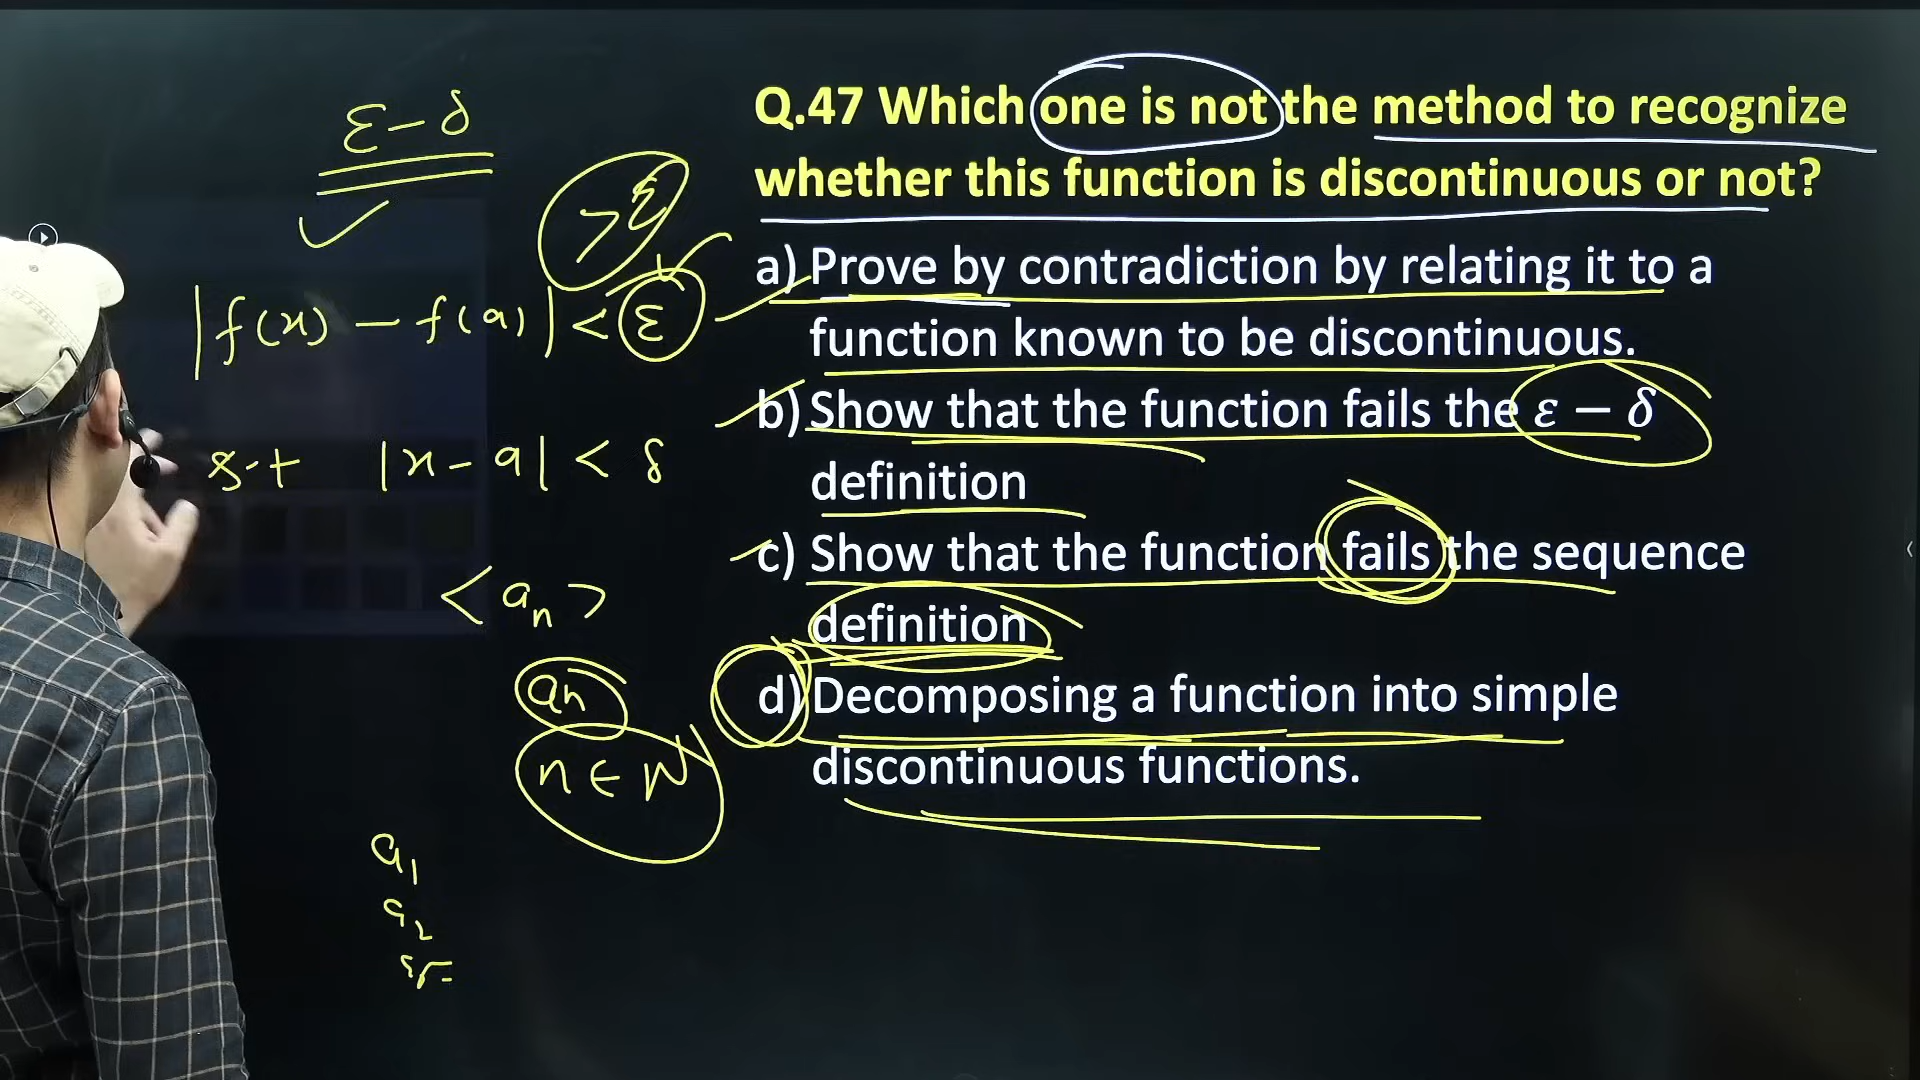 Q.47 Which one is not the method to recognize
whether this function is discontinuous or not?
a) Prove by contradiction by relating it to a
function known to be discontinuous.
b) Show that the function fails the ε − δ
definition
c) Show that the function fails the sequence
definition
d) Decomposing a function into simple
discontinuous functions.
ε − δ
> ε
|f(x) − f(a)| < ε
s.t |x − a| < δ
< aₙ >
aₙ
n ∈ N
a₁
a₂